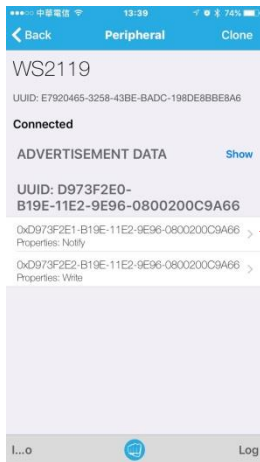 中華電信 13:39 74%
Back Peripheral Clone
WS2119
UUID: E7920465-3258-43BE-BADC-198DE8BBE8A6
Connected
ADVERTISEMENT DATA Show
UUID: D973F2E0-
B19E-11E2-9E96-0800200C9A66
0xD973F2E1-B19E-11E2-9E96-0800200C9A66
Properties: Notify
0xD973F2E2-B19E-11E2-9E96-0800200C9A66
Properties: Write
I...o Log